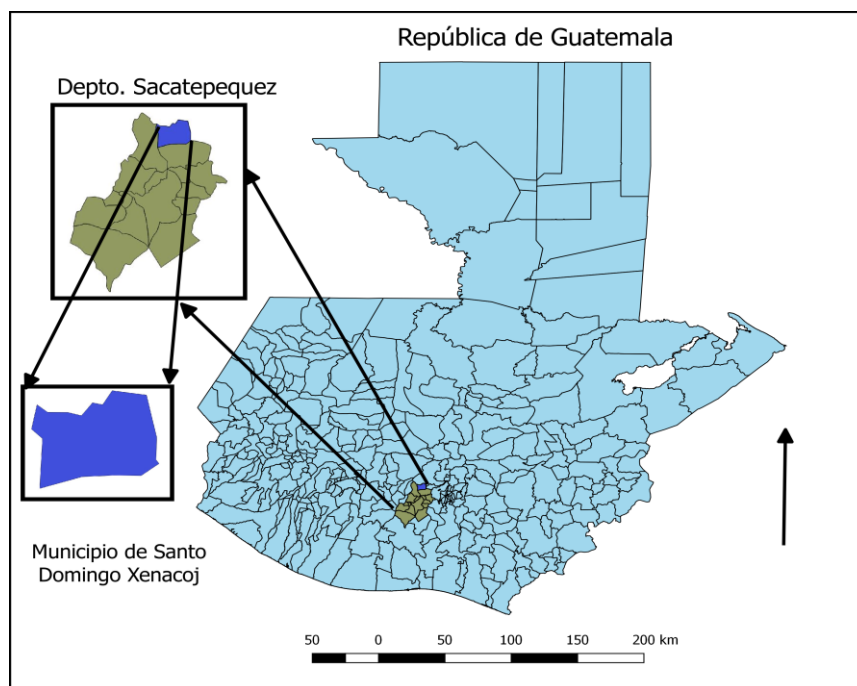 República de Guatemala
Depto. Sacatepequez
Municipio de Santo
Domingo Xenacoj
50 0 50 100 150 200 km